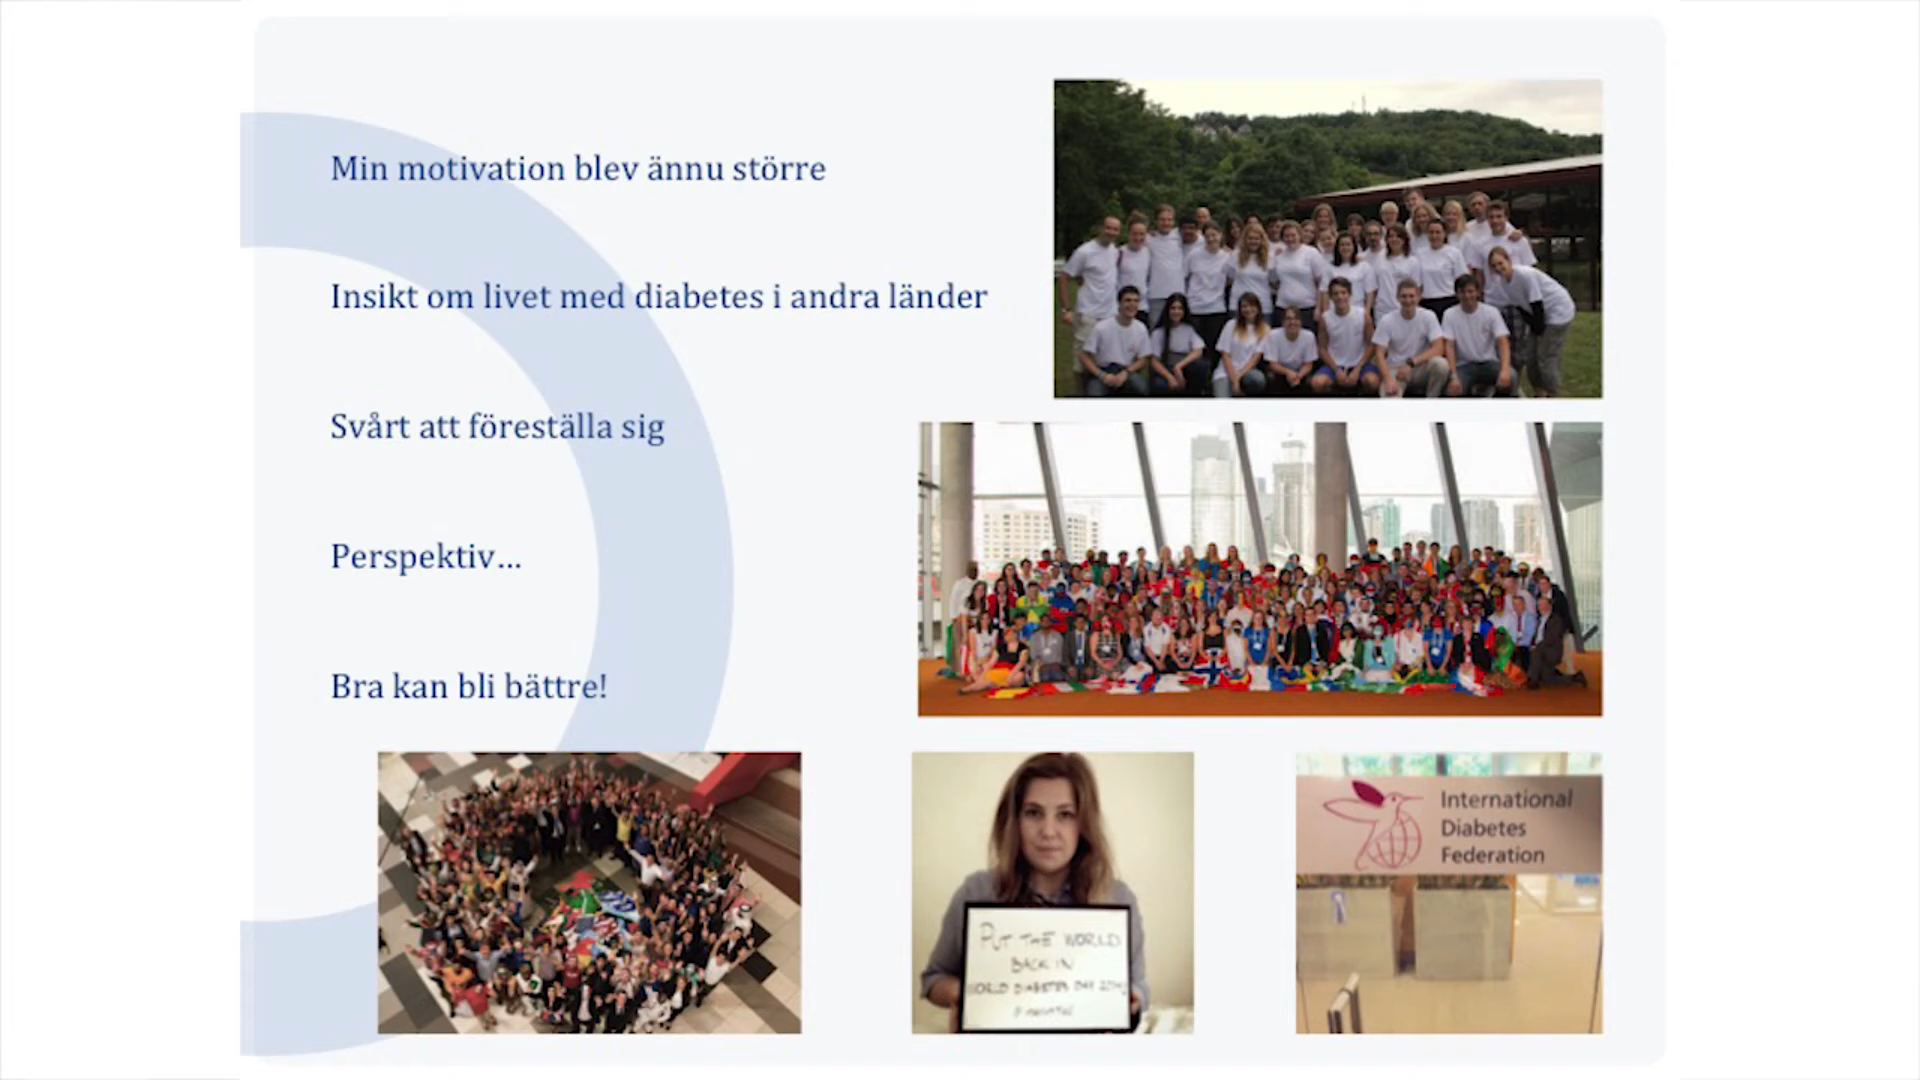 Min motivation blev ännu större
Insikt om livet med diabetes i andra länder
Svårt att föreställa sig
Perspektiv...
Bra kan bli bättre!
PUT THE WORLD
BACK IN
WORLD DIABETES DAY
International
Diabetes
Federation